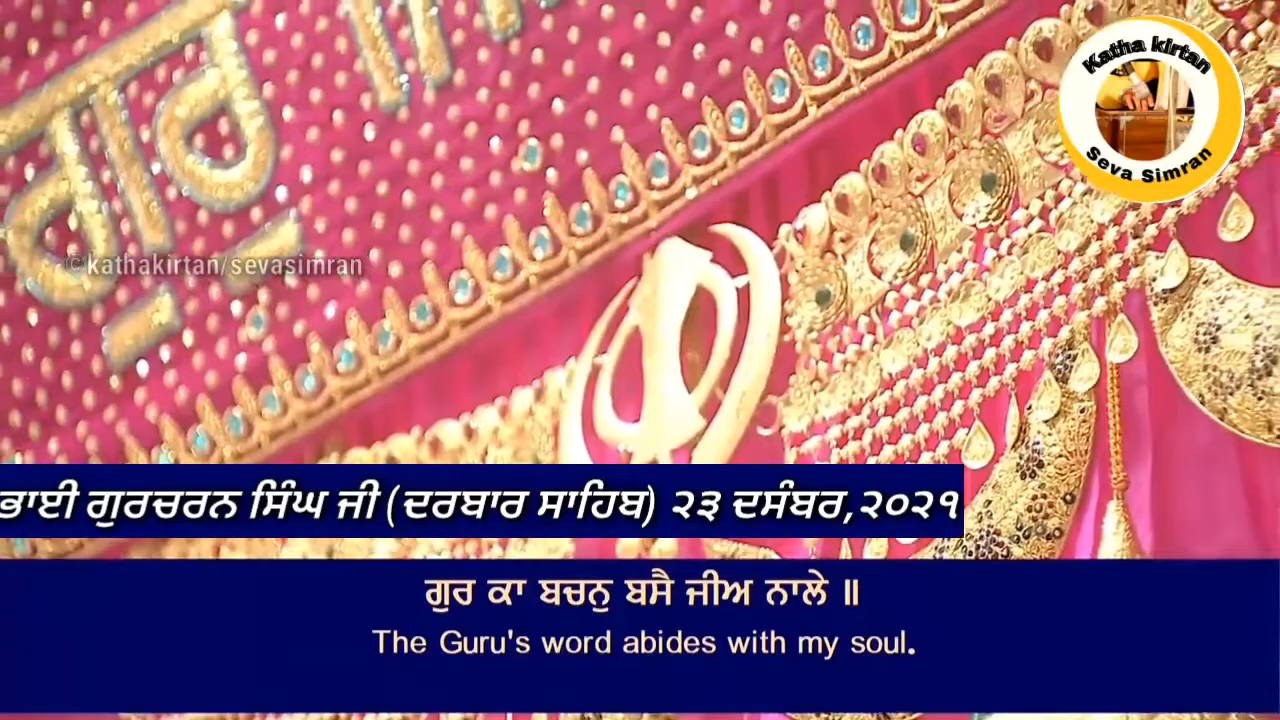 ਗੁਰ
Katha kirtan
Seva Simran
©kathakirtan/sevasimran
ਭਾਈ ਗੁਰਚਰਨ ਸਿੰਘ ਜੀ (ਦਰਬਾਰ ਸਾਹਿਬ) ੨੩ ਦਸੰਬਰ,੨੦੨੧
ਗੁਰ ਕਾ ਬਚਨੁ ਬਸੈ ਜੀਅ ਨਾਲੇ ॥
The Guru's word abides with my soul.